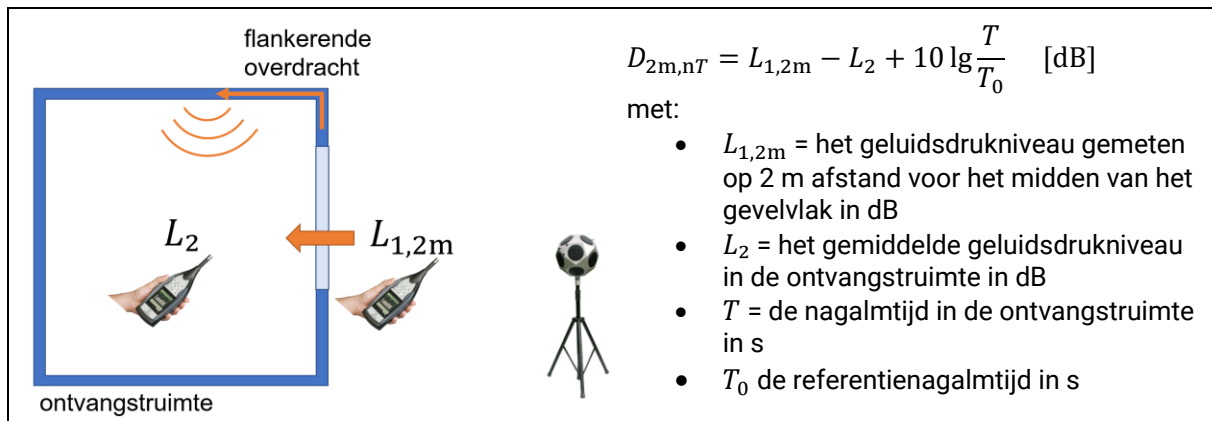 flankerende
overdracht
L₂
L₁,₂ₘ
ontvangstruimte
D₂ₘ,ₙT = L₁,₂ₘ − L₂ + 10 lg T/T₀ [dB]
met:
• L₁,₂ₘ = het geluidsdrukniveau gemeten
op 2 m afstand voor het midden van het
gevelvlak in dB
• L₂ = het gemiddelde geluidsdrukniveau
in de ontvangstruimte in dB
• T = de nagalmtijd in de ontvangstruimte
in s
• T₀ de referentienagalmtijd in s